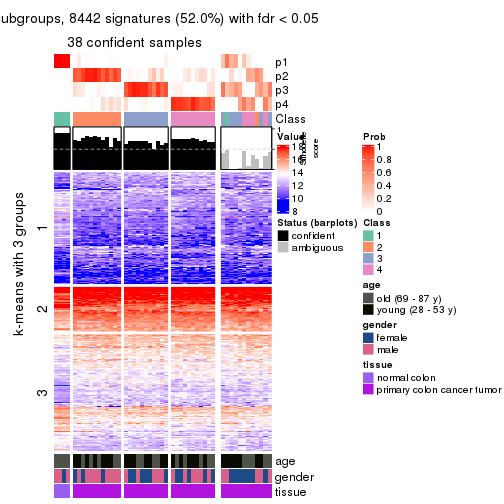 ubgroups, 8442 signatures (52.0%) with fdr < 0.05
38 confident samples
p1
p2
p3
p4
Class
1
Value
18
16
14
12
10
8
score
Prob
1
0.8
0.6
0.4
0.2
0
Status (barplots)
confident
ambiguous
Class
1
2
3
4
age
old (69 - 87 y)
young (28 - 53 y)
gender
female
male
tissue
normal colon
primary colon cancer tumor
k-means with 3 groups
1
2
3
age
gender
tissue